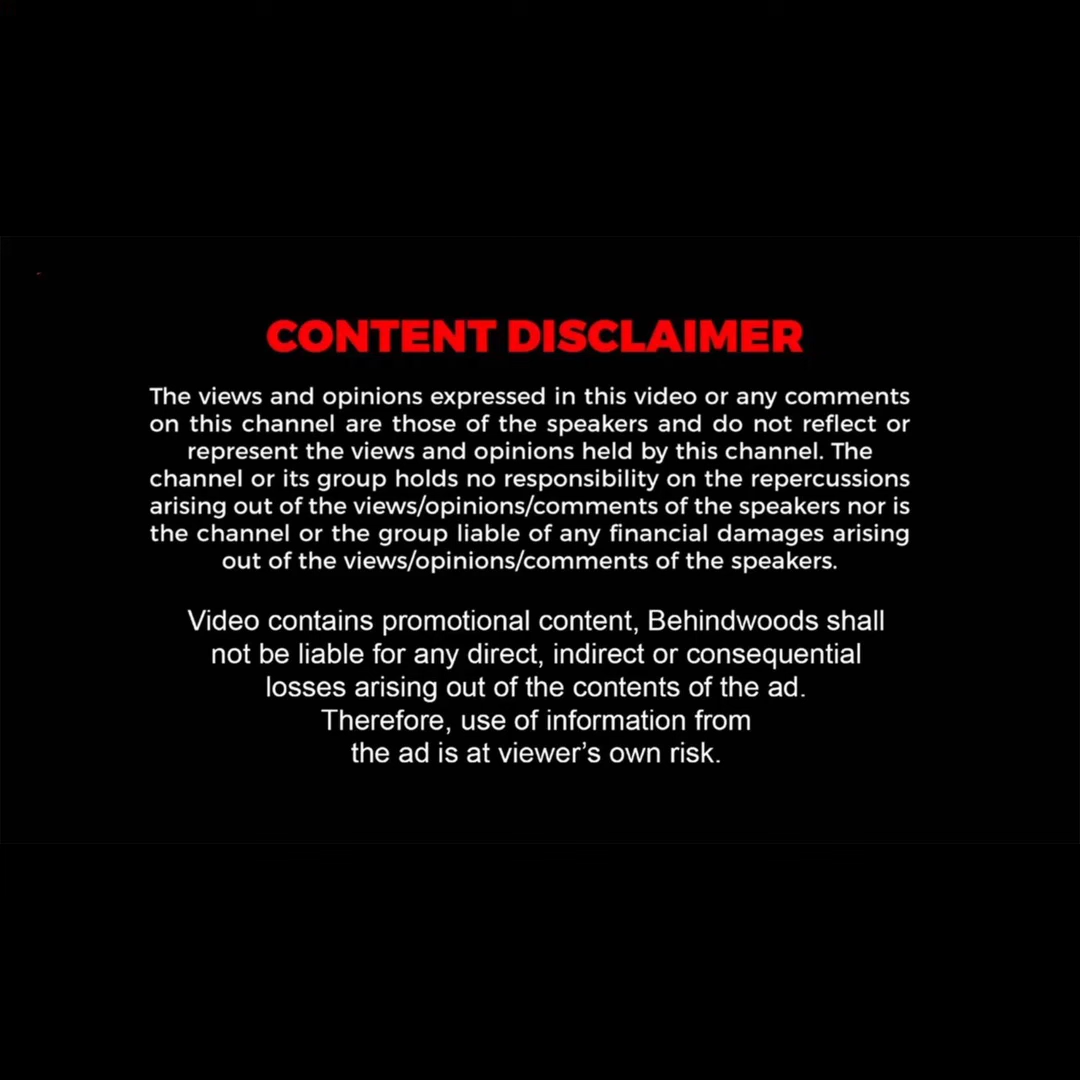 CONTENT DISCLAIMER
The views and opinions expressed in this video or any comments
on this channel are those of the speakers and do not reflect or
represent the views and opinions held by this channel. The
channel or its group holds no responsibility on the repercussions
arising out of the views/opinions/comments of the speakers nor is
the channel or the group liable of any financial damages arising
out of the views/opinions/comments of the speakers.
Video contains promotional content, Behindwoods shall
not be liable for any direct, indirect or consequential
losses arising out of the contents of the ad.
Therefore, use of information from
the ad is at viewer’s own risk.